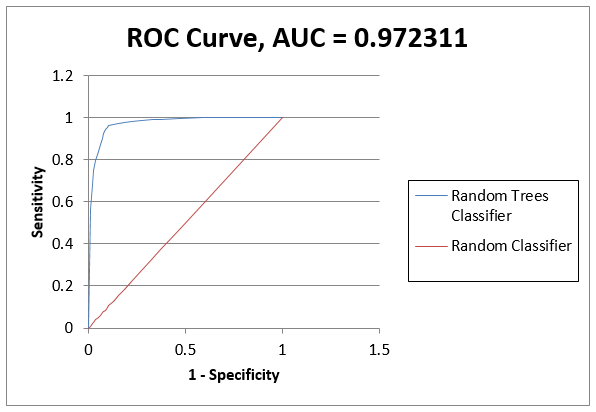 ROC Curve, AUC = 0.972311
1.2
1
0.8
0.6
0.4
0.2
0
Sensitivity
0 0.5 1 1.5
1 - Specificity
Random Trees
Classifier
Random Classifier